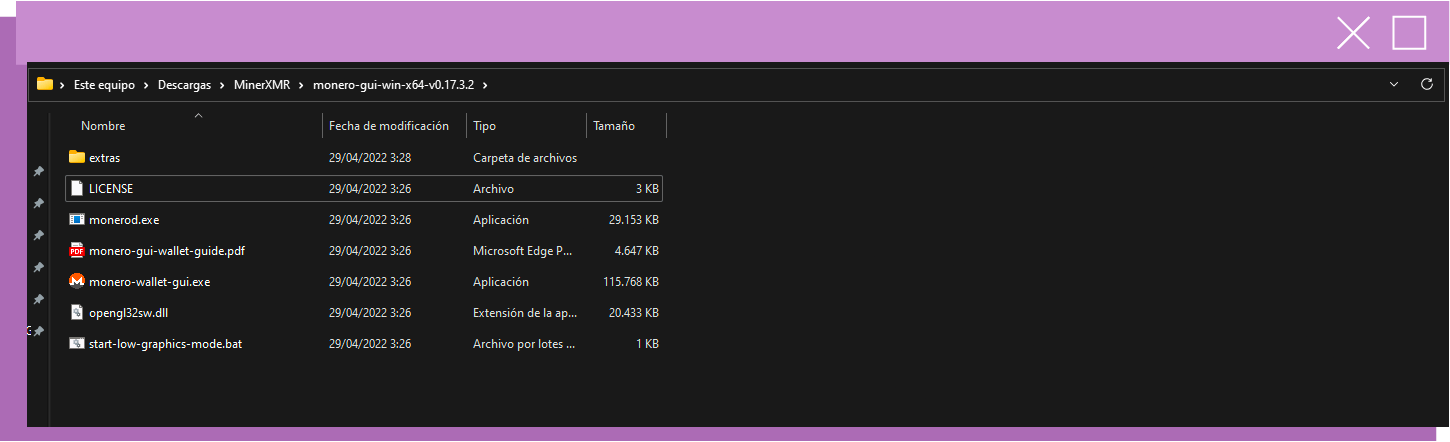 Este equipo > Descargas > MinerXMR > monero-gui-win-x64-v0.17.3.2 >
Nombre Fecha de modificación Tipo Tamaño
extras 29/04/2022 3:28 Carpeta de archivos
LICENSE 29/04/2022 3:26 Archivo 3 KB
monerod.exe 29/04/2022 3:26 Aplicación 29.153 KB
monero-gui-wallet-guide.pdf 29/04/2022 3:26 Microsoft Edge P... 4.647 KB
monero-wallet-gui.exe 29/04/2022 3:26 Aplicación 115.768 KB
opengl32sw.dll 29/04/2022 3:26 Extensión de la ap... 20.433 KB
start-low-graphics-mode.bat 29/04/2022 3:26 Archivo por lotes ... 1 KB